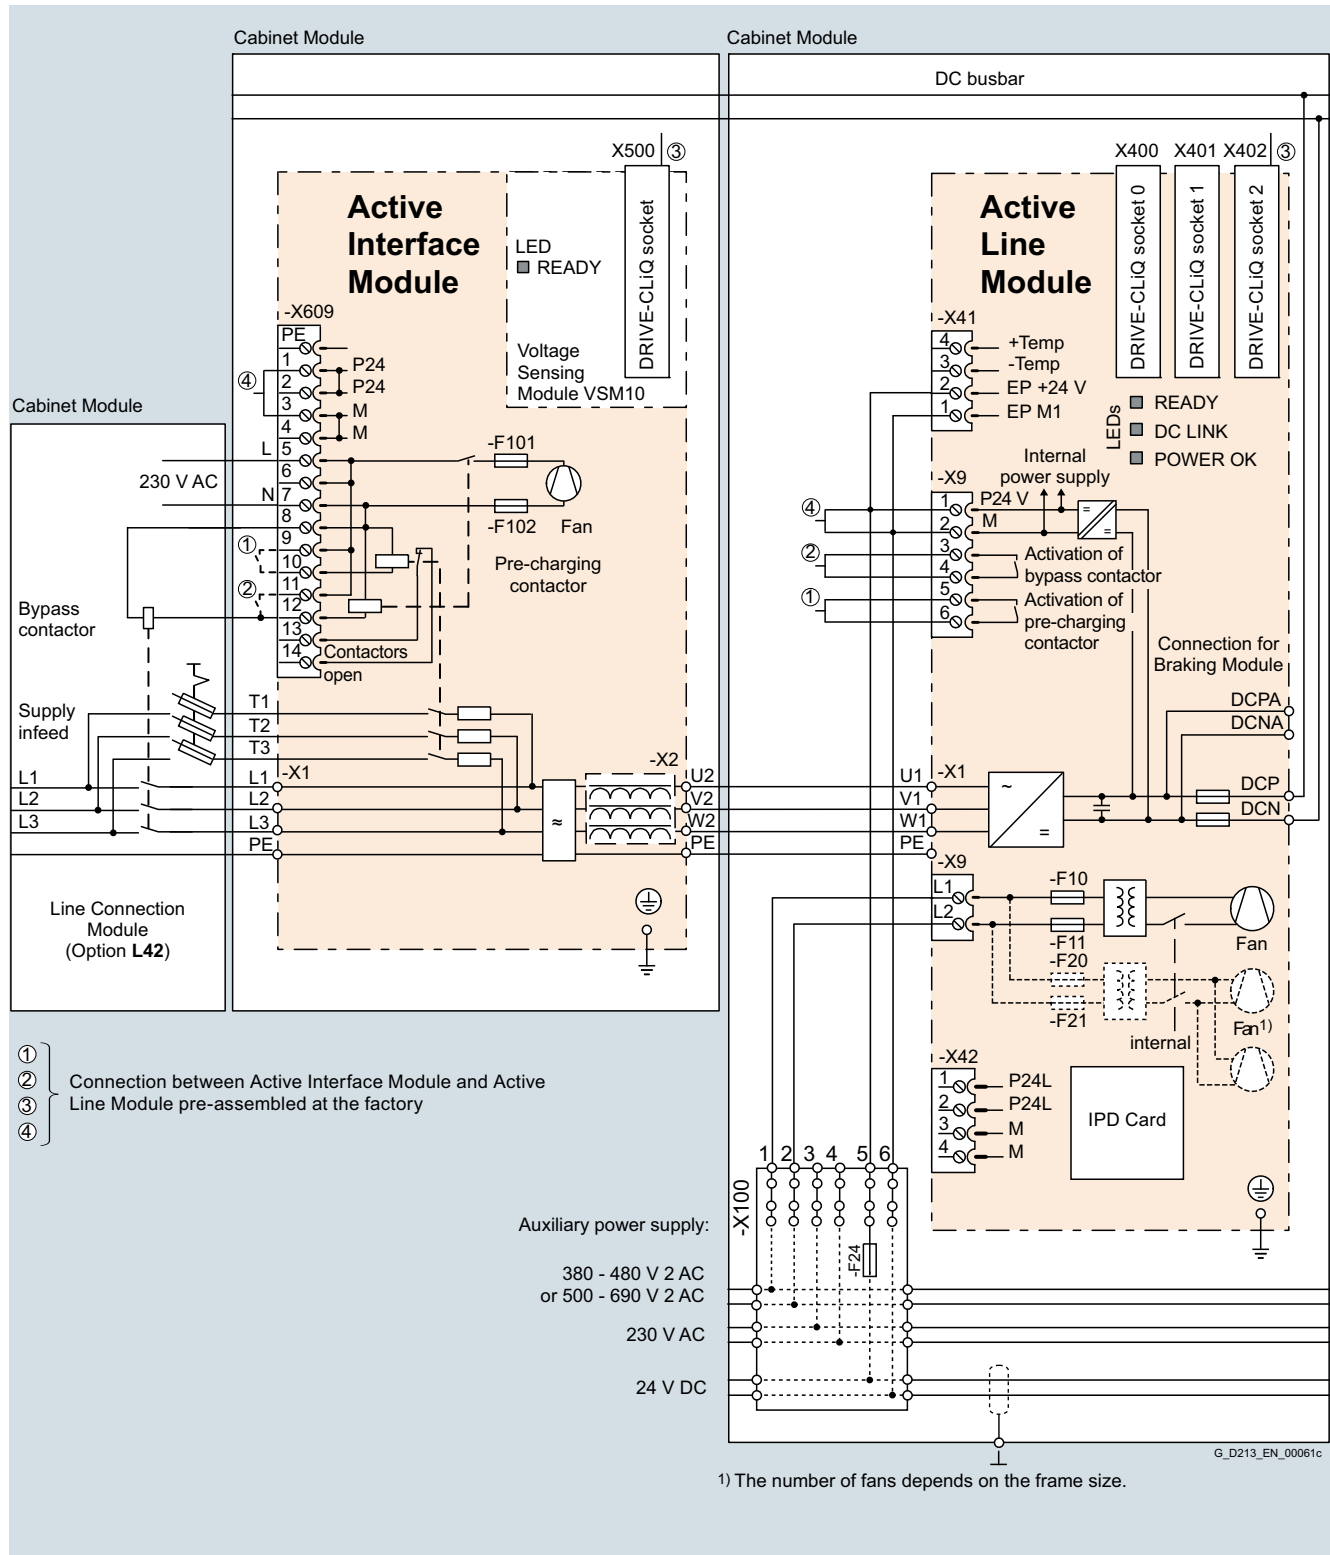 Cabinet Module
Cabinet Module
DC busbar
X500 ③
X400 X401 X402 ③
Active
Interface
Module
LED
READY
DRIVE-CLiQ socket
Voltage
Sensing
Module VSM10
Active
Line
Module
DRIVE-CLiQ socket 0
DRIVE-CLiQ socket 1
DRIVE-CLiQ socket 2
-X609
PE
1 P24
2 P24
3 M
4 M
5
6
7
8
9
10
11
12
13
14
④
L
230 V AC
N
①
②
-F101
-F102
Fan
Pre-charging
contactor
Contactors
open
-X41
4 +Temp
3 -Temp
2 EP +24 V
1 EP M1
LEDs
READY
DC LINK
POWER OK
Internal
power supply
-X9
1 P24 V
2 M
3
4
5
6
④
②
①
=
=
Activation of
bypass contactor
Activation of
pre-charging
contactor
Connection for
Braking Module
DCPA
DCNA
DCP
DCN
Cabinet Module
Bypass
contactor
Supply
infeed
L1
L2
L3
T1
T2
T3
-X1
L1
L2
L3
PE
≈
-X2
U2
V2
W2
PE
U1
V1
W1
PE
-X1
~
=
Line Connection
Module
(Option L42)
-X9
L1
L2
-F10
-F11
-F20
-F21
Fan
Fan1)
internal
-X42
1 P24L
2 P24L
3 M
4 M
IPD Card
①
②
③
④
Connection between Active Interface Module and Active
Line Module pre-assembled at the factory
1 2 3 4 5 6
-X100
-F24
Auxiliary power supply:
380 - 480 V 2 AC
or 500 - 690 V 2 AC
230 V AC
24 V DC
G_D213_EN_00061c
1) The number of fans depends on the frame size.